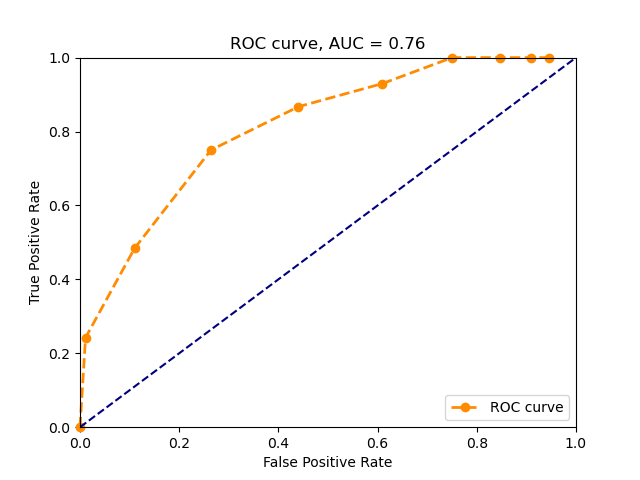 ROC curve, AUC = 0.76
1.0
0.8
0.6
0.4
0.2
0.0
True Positive Rate
0.0 0.2 0.4 0.6 0.8 1.0
False Positive Rate
ROC curve